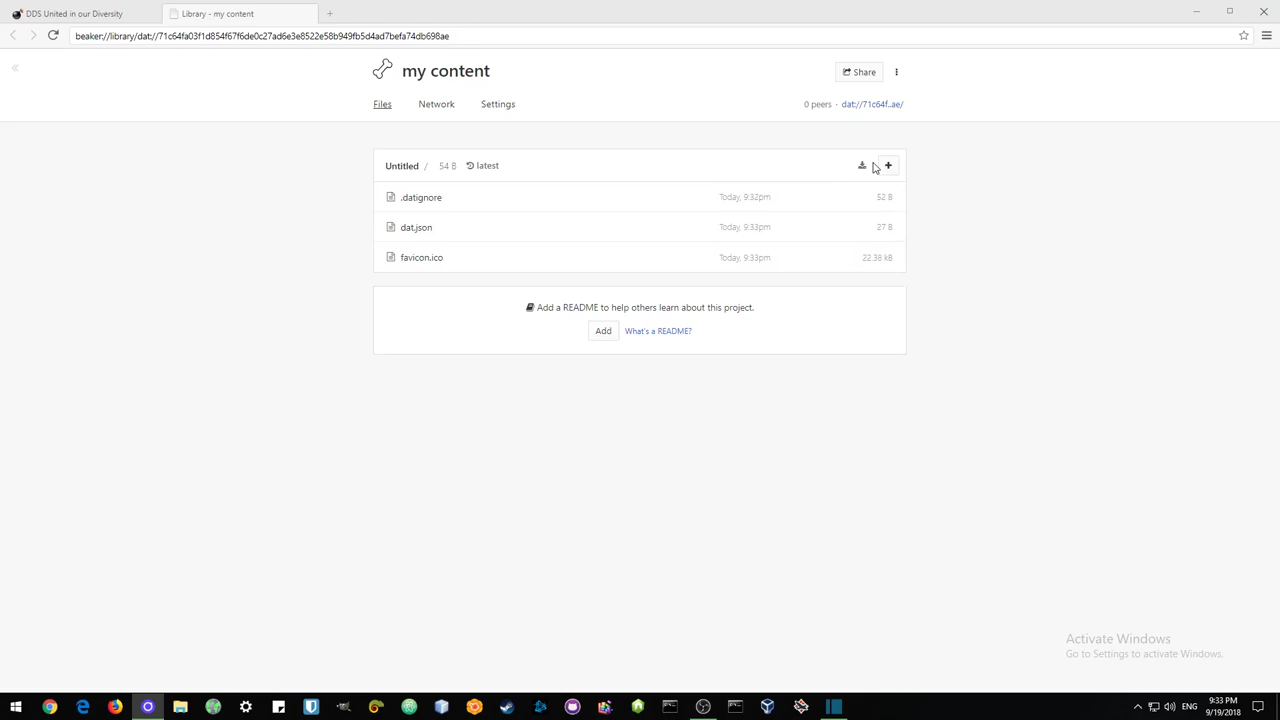 DDS United in our Diversity
Library - my content
beaker://library/dat://71c64fa03f1d854f67f6de0c27ad6e3e8522e58b949fb5d4ad7befa74db698ae
my content
Share
Files Network Settings 0 peers · dat://71c64f..ae/
Untitled / 54 B latest
.datignore Today, 9:32pm 52 B
dat.json Today, 9:33pm 27 B
favicon.ico Today, 9:33pm 22.38 kB
Add a README to help others learn about this project.
Add What's a README?
Activate Windows
Go to Settings to activate Windows.
ENG
9:33 PM
9/19/2018